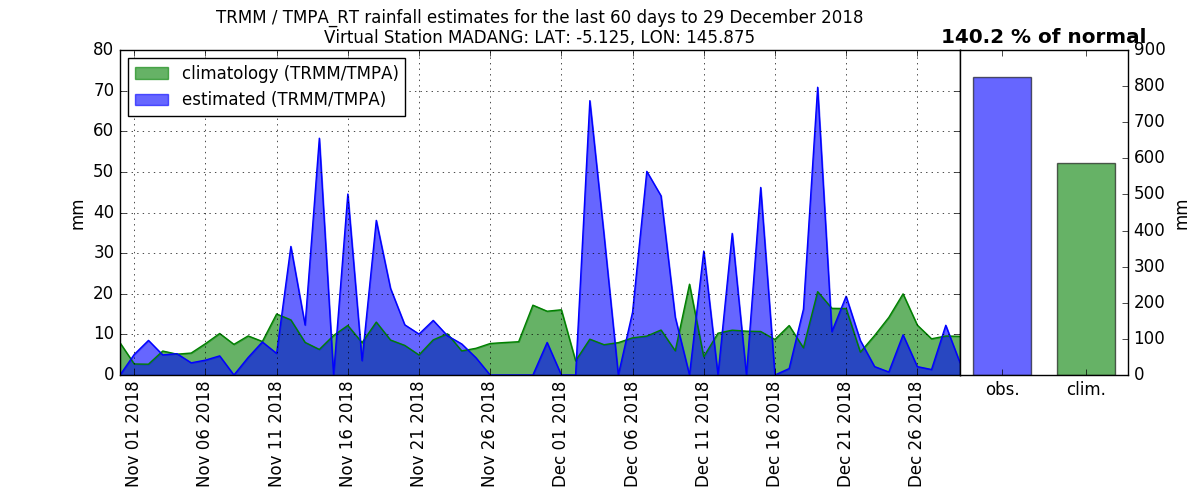 TRMM / TMPA_RT rainfall estimates for the last 60 days to 29 December 2018
Virtual Station MADANG: LAT: -5.125, LON: 145.875
140.2 % of normal
climatology (TRMM/TMPA)
estimated (TRMM/TMPA)
mm
80
70
60
50
40
30
20
10
0
Nov 01 2018
Nov 06 2018
Nov 11 2018
Nov 16 2018
Nov 21 2018
Nov 26 2018
Dec 01 2018
Dec 06 2018
Dec 11 2018
Dec 16 2018
Dec 21 2018
Dec 26 2018
900
800
700
600
500
400
300
200
100
0
mm
obs.
clim.